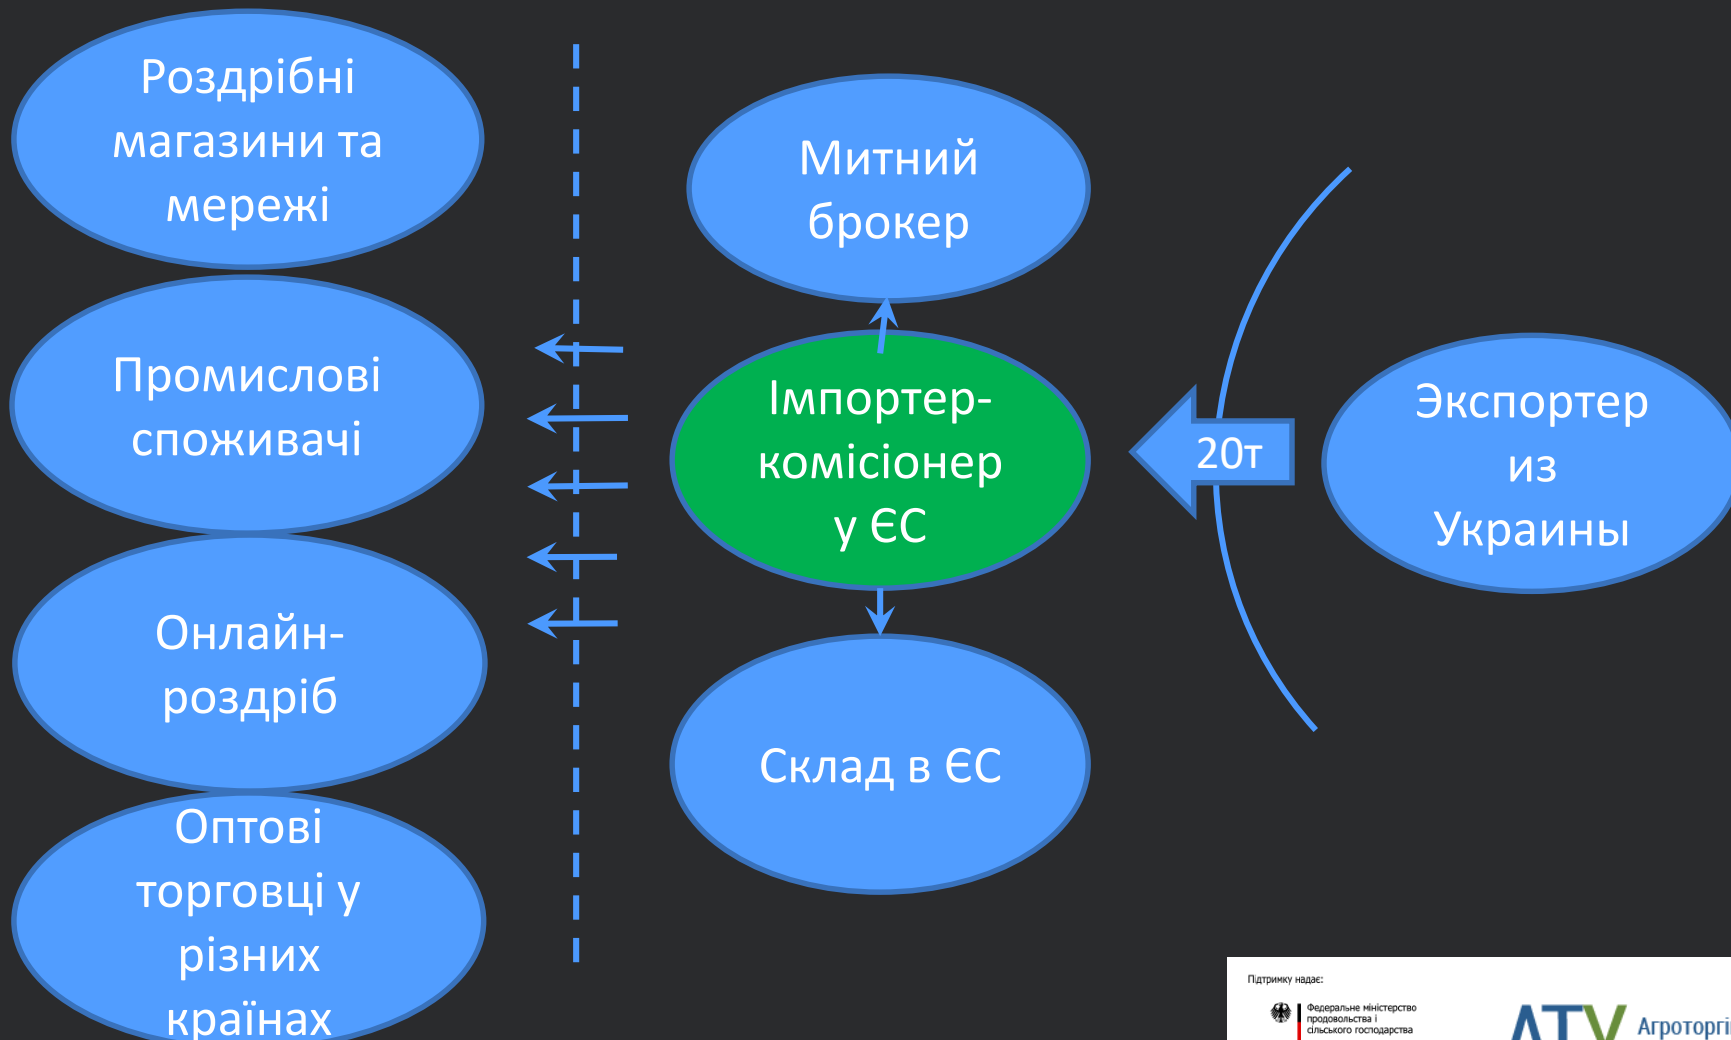 Роздрібні
магазини та
мережі
Промислові
споживачі
Онлайн-
роздріб
Оптові
торговці у
різних
країнах
Митний
брокер
Імпортер-
комісіонер
у ЄС
Склад в ЄС
20т
Экспортер
из
Украины
Підтримку надає:
Федеральне міністерство
продовольства і
сільського господарства
ATV